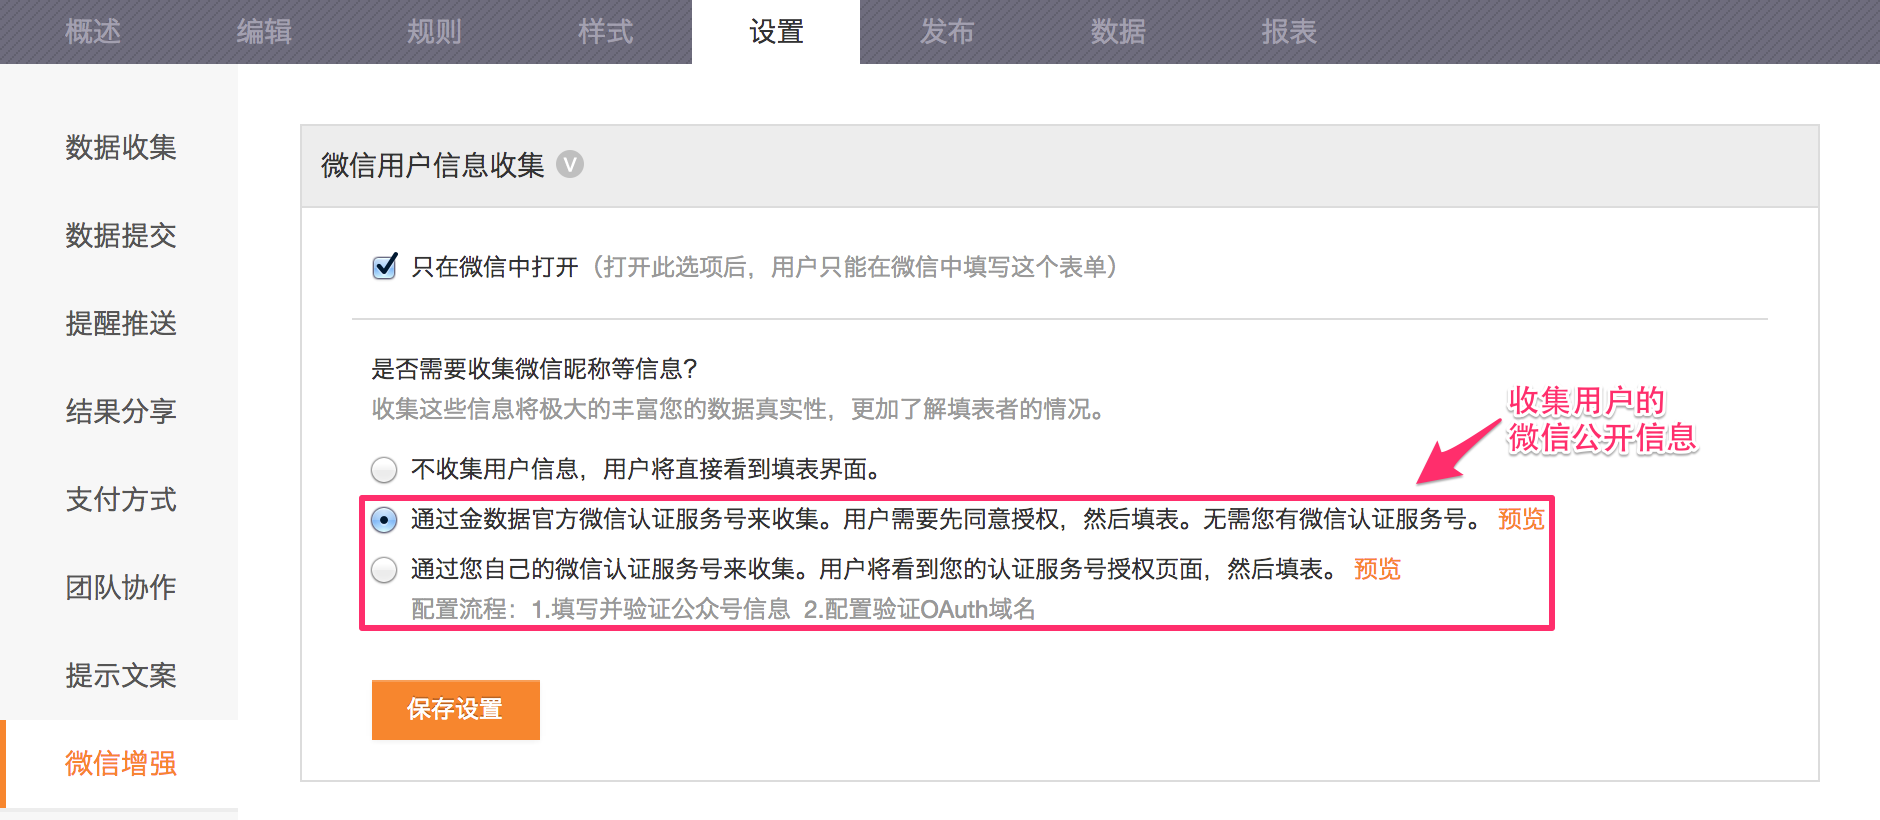 概述 编辑 规则 样式 设置 发布 数据 报表
数据收集
数据提交
提醒推送
结果分享
支付方式
团队协作
提示文案
微信增强
微信用户信息收集 V
只在微信中打开（打开此选项后，用户只能在微信中填写这个表单）
是否需要收集微信昵称等信息？
收集这些信息将极大的丰富您的数据真实性，更加了解填表者的情况。
收集用户的
微信公开信息
不收集用户信息，用户将直接看到填表界面。
通过金数据官方微信认证服务号来收集。用户需要先同意授权，然后填表。无需您有微信认证服务号。 预览
通过您自己的微信认证服务号来收集。用户将看到您的认证服务号授权页面，然后填表。 预览
配置流程：1.填写并验证公众号信息 2.配置验证OAuth域名
保存设置